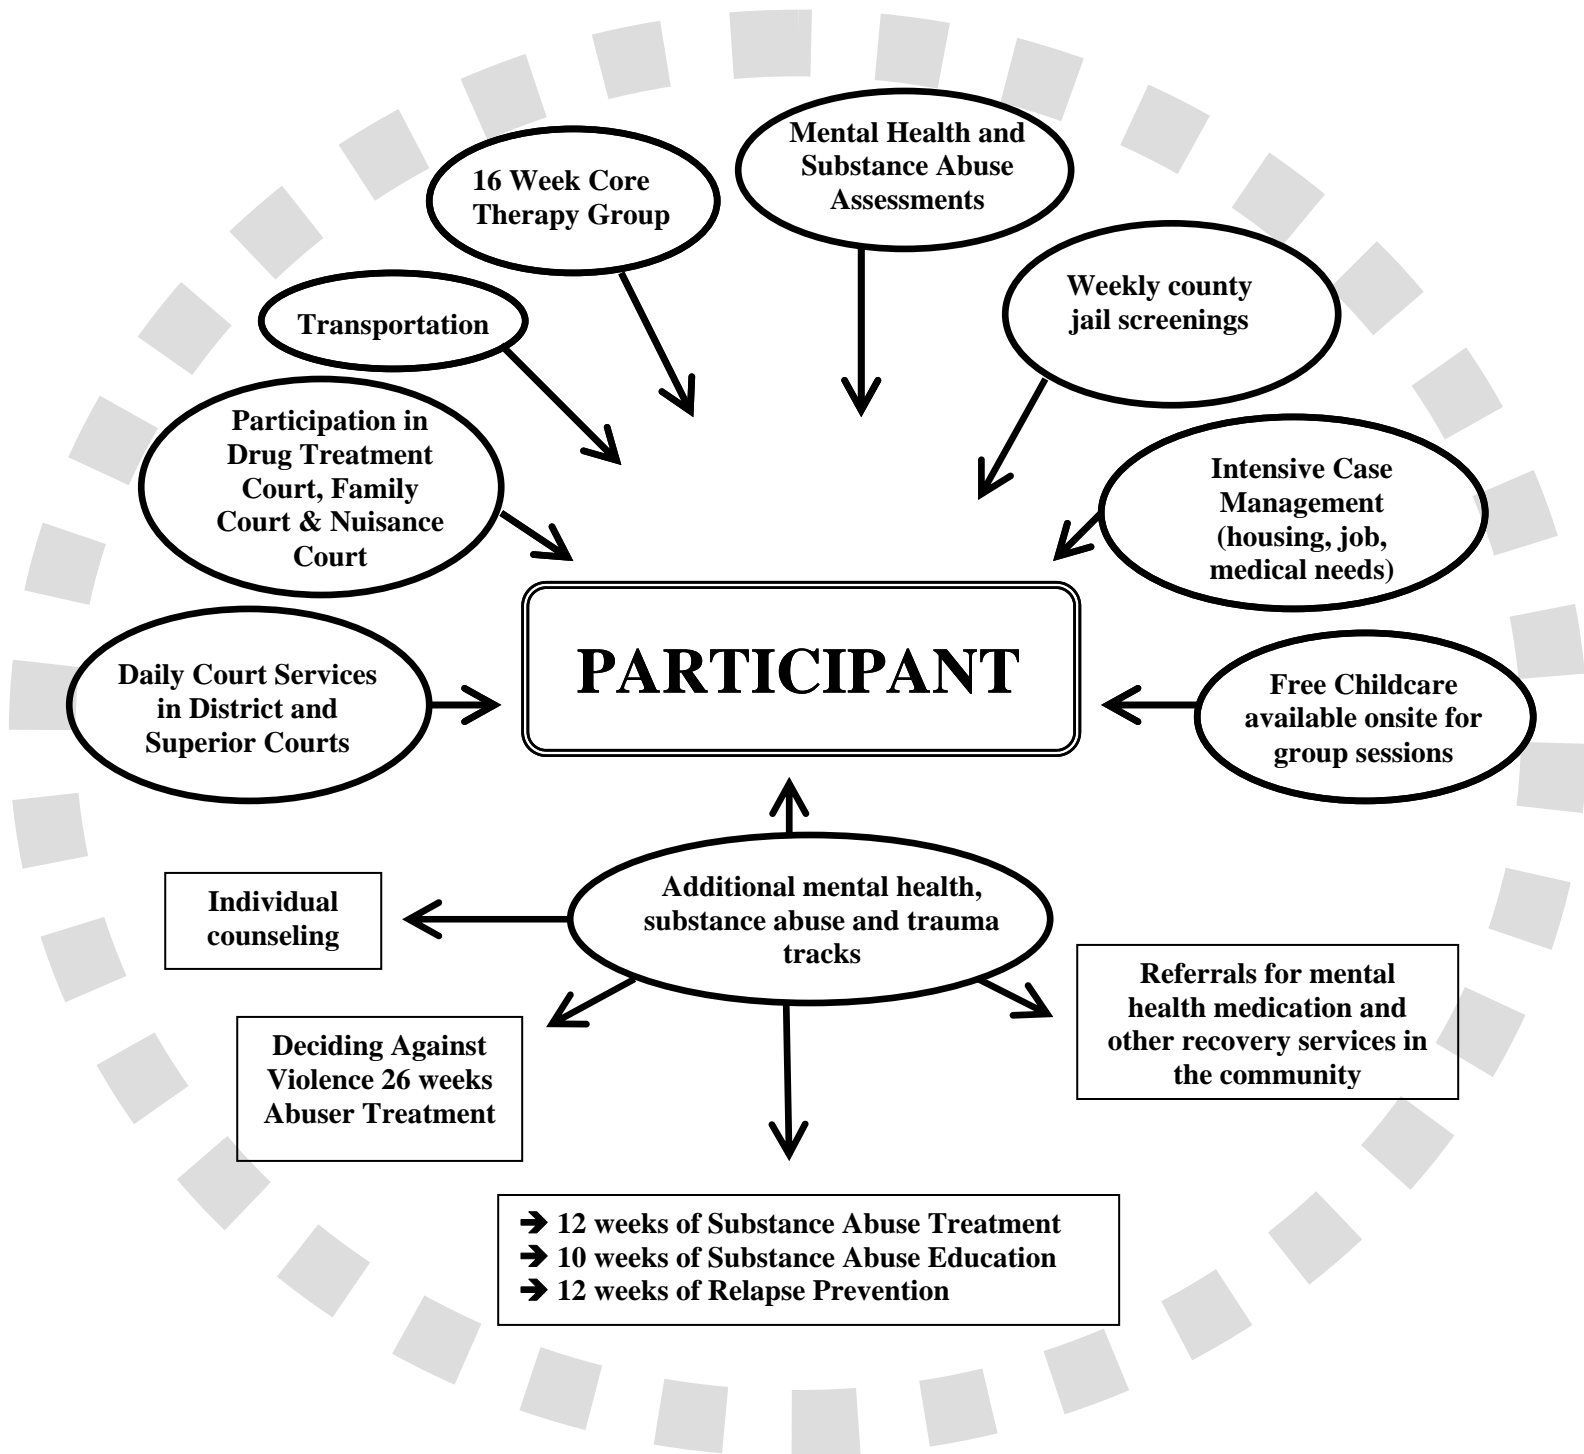 Mental Health and
Substance Abuse
Assessments
16 Week Core
Therapy Group
Weekly county
jail screenings
Transportation
Participation in
Drug Treatment
Court, Family
Court & Nuisance
Court
Intensive Case
Management
(housing, job,
medical needs)
PARTICIPANT
Daily Court Services
in District and
Superior Courts
Free Childcare
available onsite for
group sessions
Additional mental health,
substance abuse and trauma
tracks
Individual
counseling
Referrals for mental
health medication and
other recovery services in
the community
Deciding Against
Violence 26 weeks
Abuser Treatment
➔ 12 weeks of Substance Abuse Treatment
➔ 10 weeks of Substance Abuse Education
➔ 12 weeks of Relapse Prevention